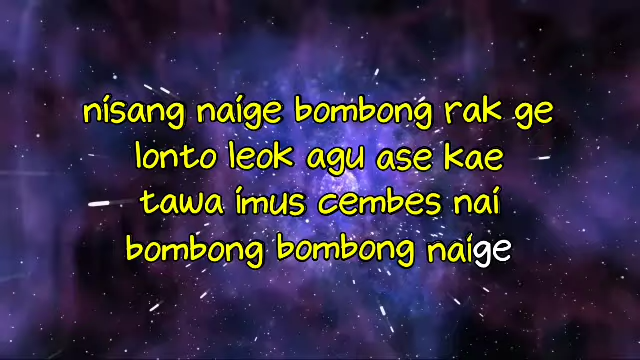 nisang naige bombong rak ge
lonto leok agu ase kae
tawa imus cembes nai
bombong bombong naige